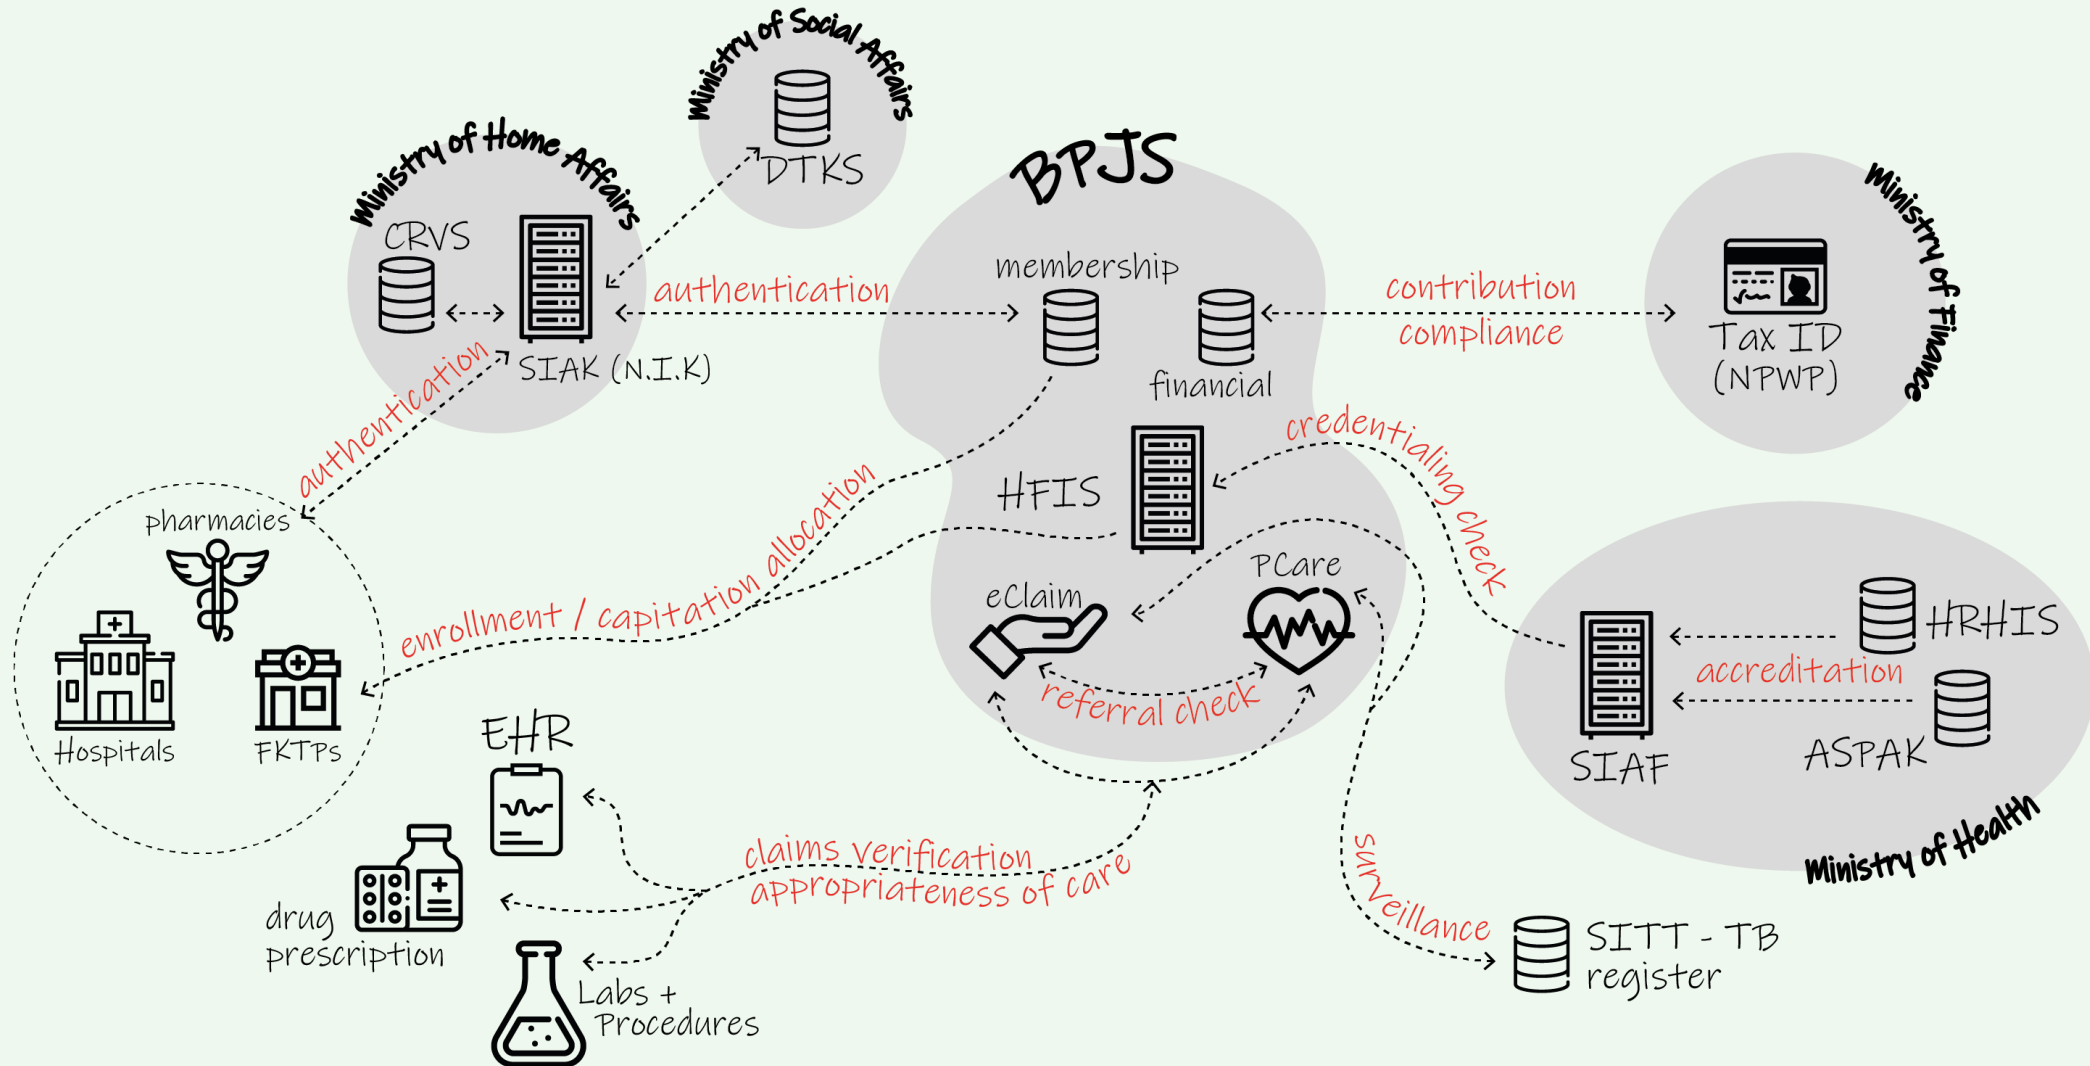 Ministry of Social Affairs
DTKS
Ministry of Home Affairs
CRVS
SIAK (N.I.K)
authentication
authentication
BPJS
membership
financial
contribution
compliance
Ministry of Finance
Tax ID
(NPWP)
HFIS
credentialing check
eClaim
PCare
referral check
pharmacies
Hospitals
FKTPs
enrollment / capitation allocation
HRHIS
accreditation
ASPAK
SIAF
Ministry of Health
EHR
drug
prescription
Labs +
Procedures
claims verification
appropriateness of care
surveillance
SITT - TB
register